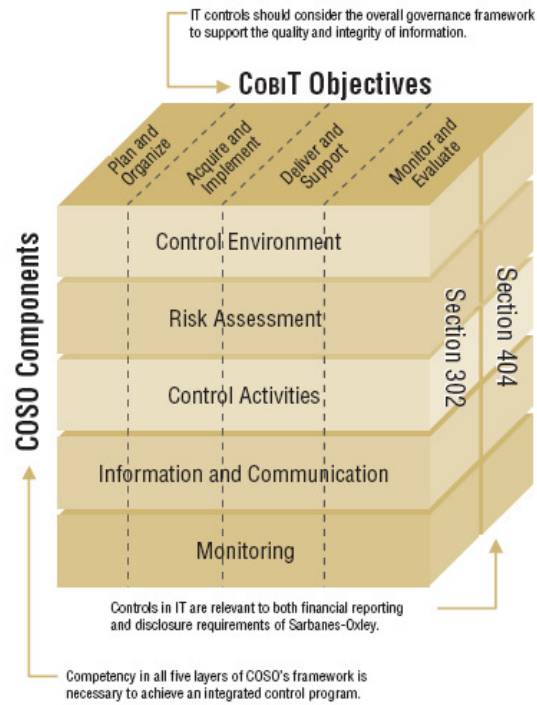 IT controls should consider the overall governance framework
to support the quality and integrity of information.
COBIT Objectives
Plan and
Organize
Acquire and
Implement
Deliver and
Support
Monitor and
Evaluate
COSO Components
Control Environment
Risk Assessment
Control Activities
Information and Communication
Monitoring
Section 302
Section 404
Controls in IT are relevant to both financial reporting
and disclosure requirements of Sarbanes-Oxley.
Competency in all five layers of COSO's framework is
necessary to achieve an integrated control program.